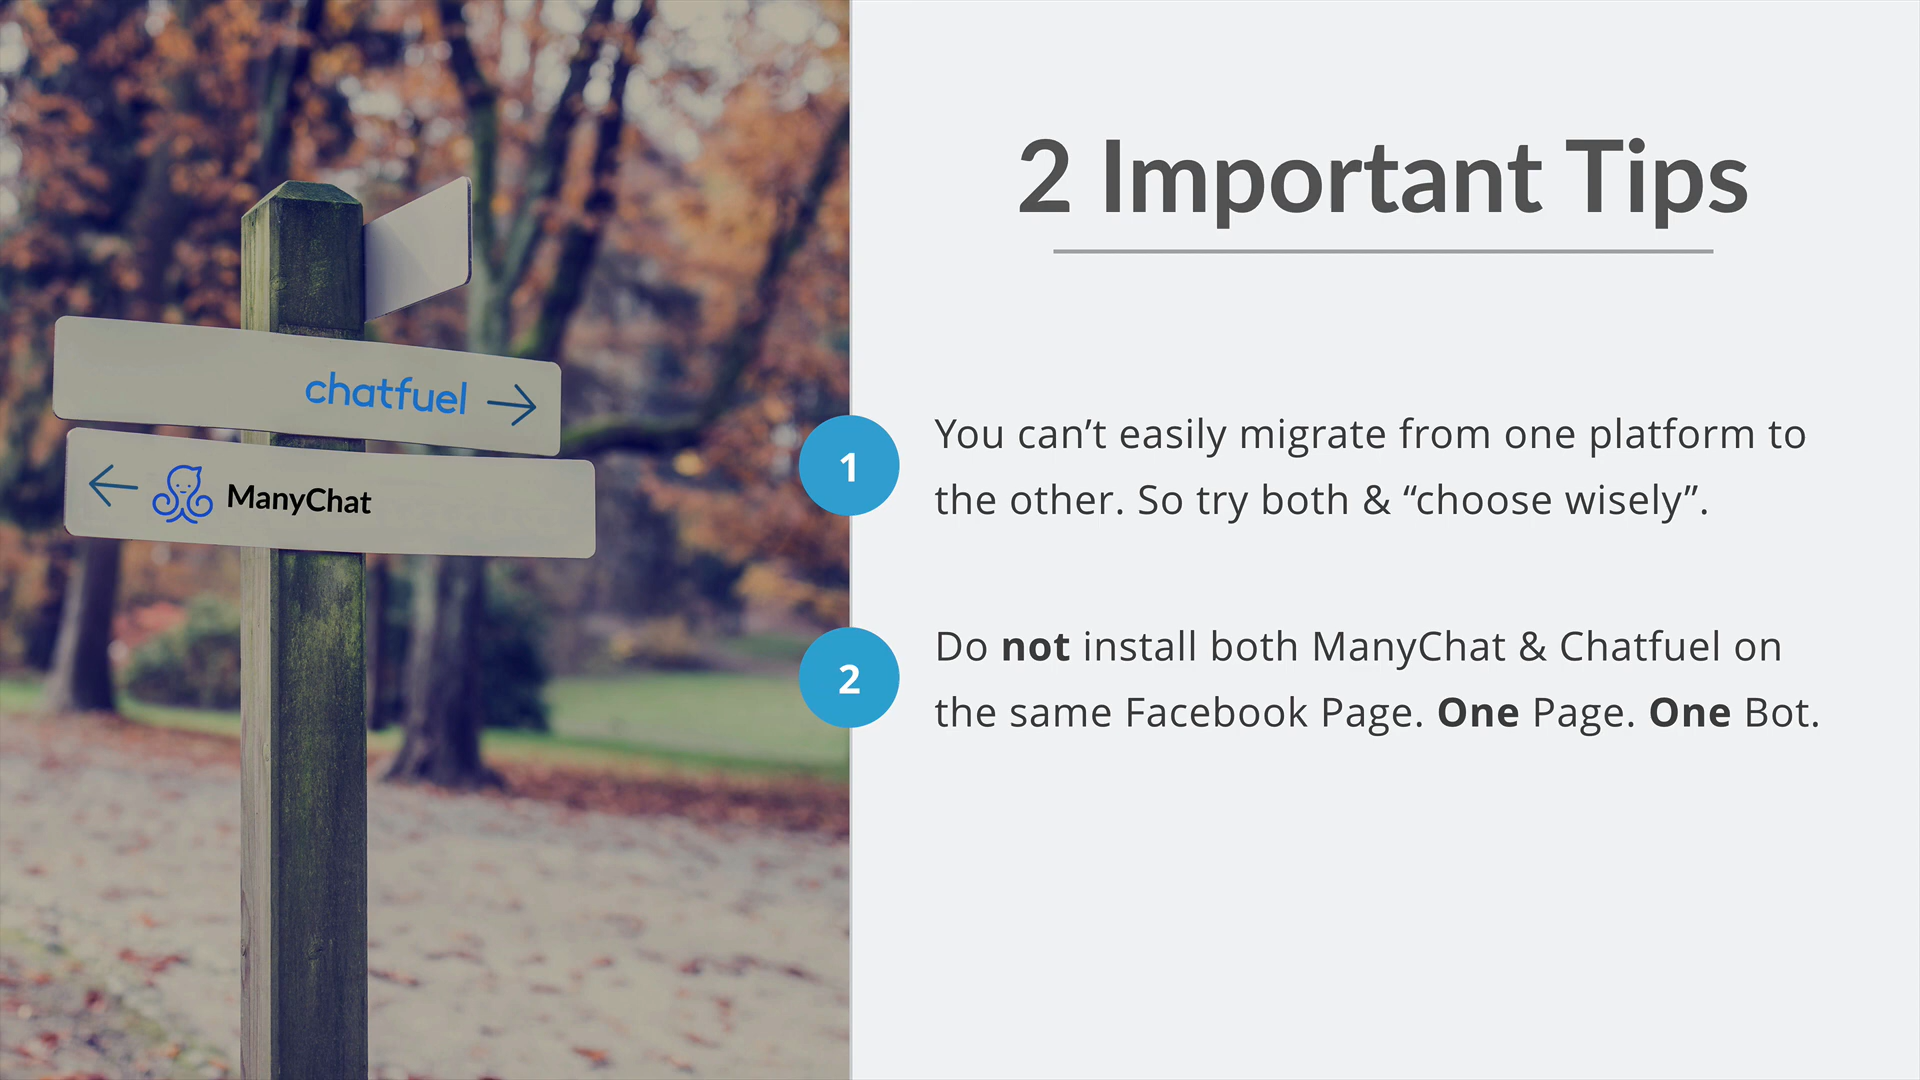 2 Important Tips
chatfuel
ManyChat
1
You can’t easily migrate from one platform to
the other. So try both & “choose wisely”.
2
Do not install both ManyChat & Chatfuel on
the same Facebook Page. One Page. One Bot.